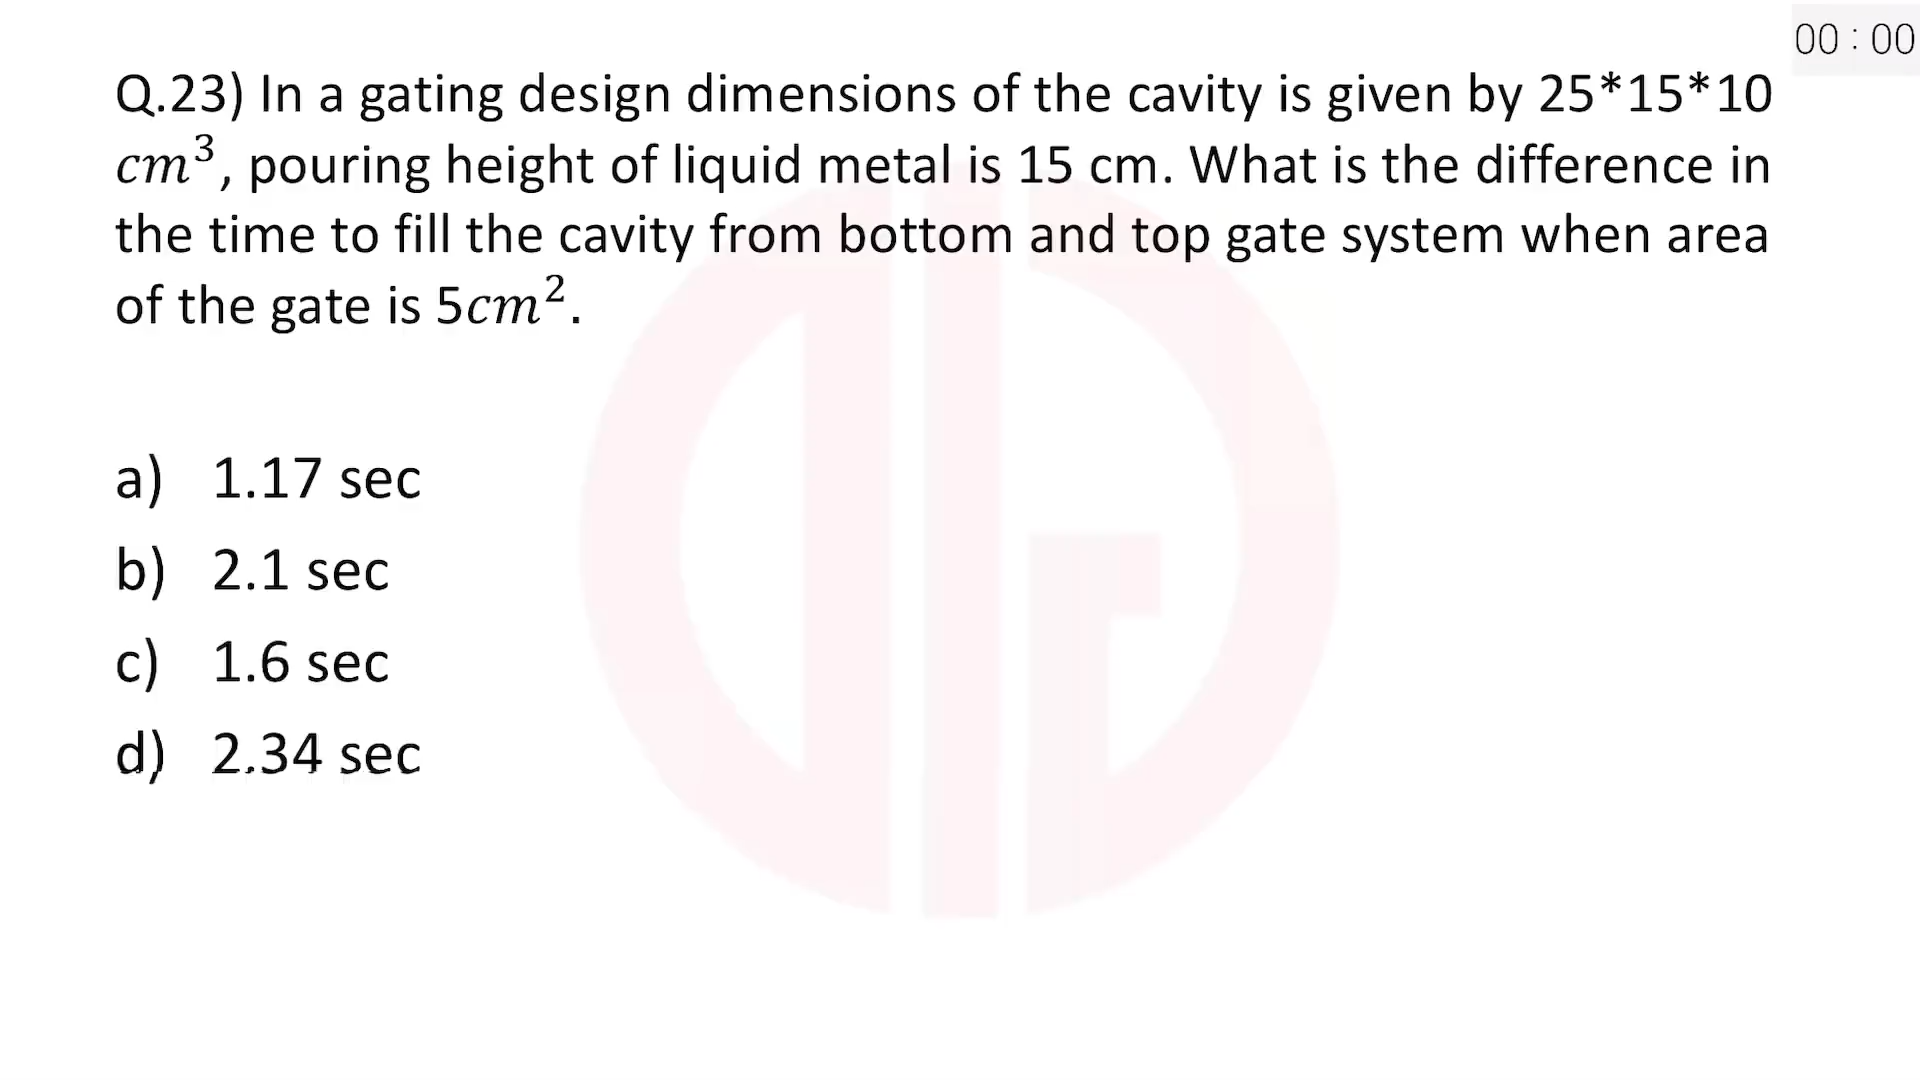 00 : 00
Q.23) In a gating design dimensions of the cavity is given by 25*15*10
cm³, pouring height of liquid metal is 15 cm. What is the difference in
the time to fill the cavity from bottom and top gate system when area
of the gate is 5cm².
a) 1.17 sec
b) 2.1 sec
c) 1.6 sec
d) 2.34 sec